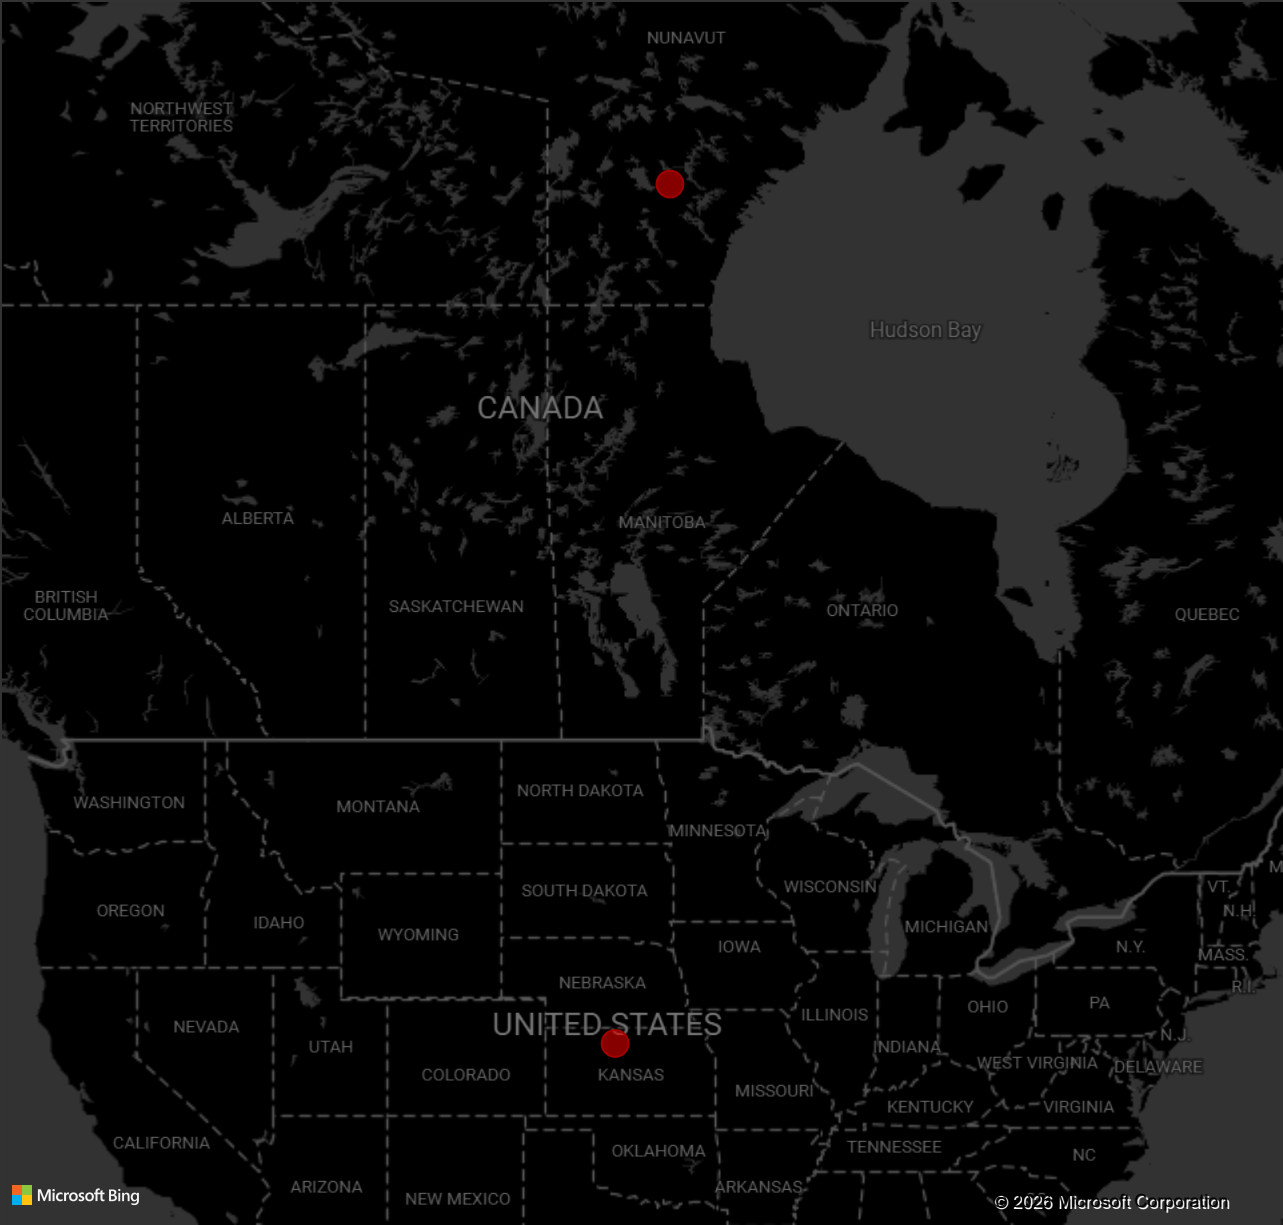 NUNAVUT
NORTHWEST
TERRITORIES
Hudson Bay
CANADA
ALBERTA
MANITOBA
BRITISH
COLUMBIA
SASKATCHEWAN
ONTARIO
QUEBEC
WASHINGTON
MONTANA
NORTH DAKOTA
MINNESOTA
OREGON
IDAHO
WYOMING
SOUTH DAKOTA
WISCONSIN
MICHIGAN
VT.
N.H.
M
IOWA
N.Y.
MASS.
R.I.
NEBRASKA
NEVADA
UTAH
UNITED STATES
ILLINOIS
OHIO
PA
N.J.
COLORADO
KANSAS
MISSOURI
INDIANA
WEST VIRGINIA
DELAWARE
KENTUCKY
VIRGINIA
CALIFORNIA
OKLAHOMA
TENNESSEE
NC
ARIZONA
NEW MEXICO
ARKANSAS
Microsoft Bing
© 2026 Microsoft Corporation